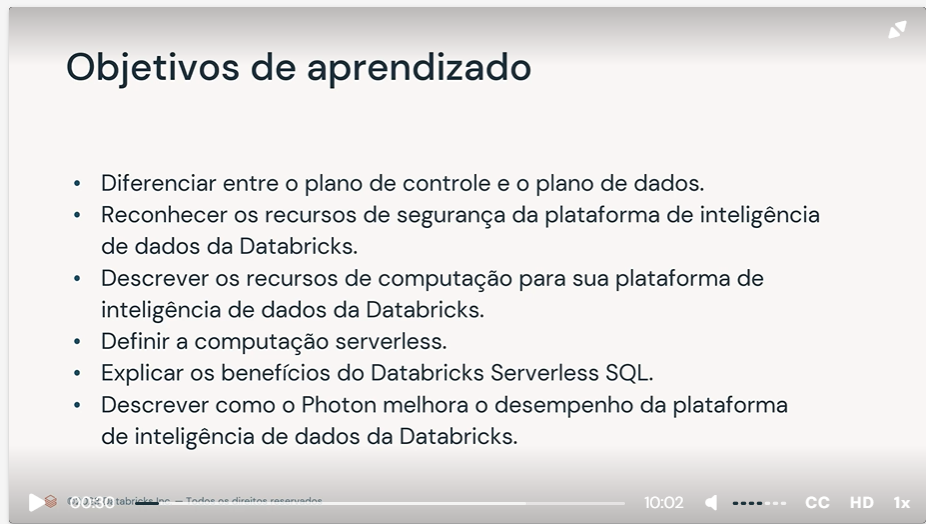 Objetivos de aprendizado
• Diferenciar entre o plano de controle e o plano de dados.
• Reconhecer os recursos de segurança da plataforma de inteligência
de dados da Databricks.
• Descrever os recursos de computação para sua plataforma de
inteligência de dados da Databricks.
• Definir a computação serverless.
• Explicar os benefícios do Databricks Serverless SQL.
• Descrever como o Photon melhora o desempenho da plataforma
de inteligência de dados da Databricks.
Databricks Inc. — Todos os direitos reservados
00:30 10:02 CC HD 1x